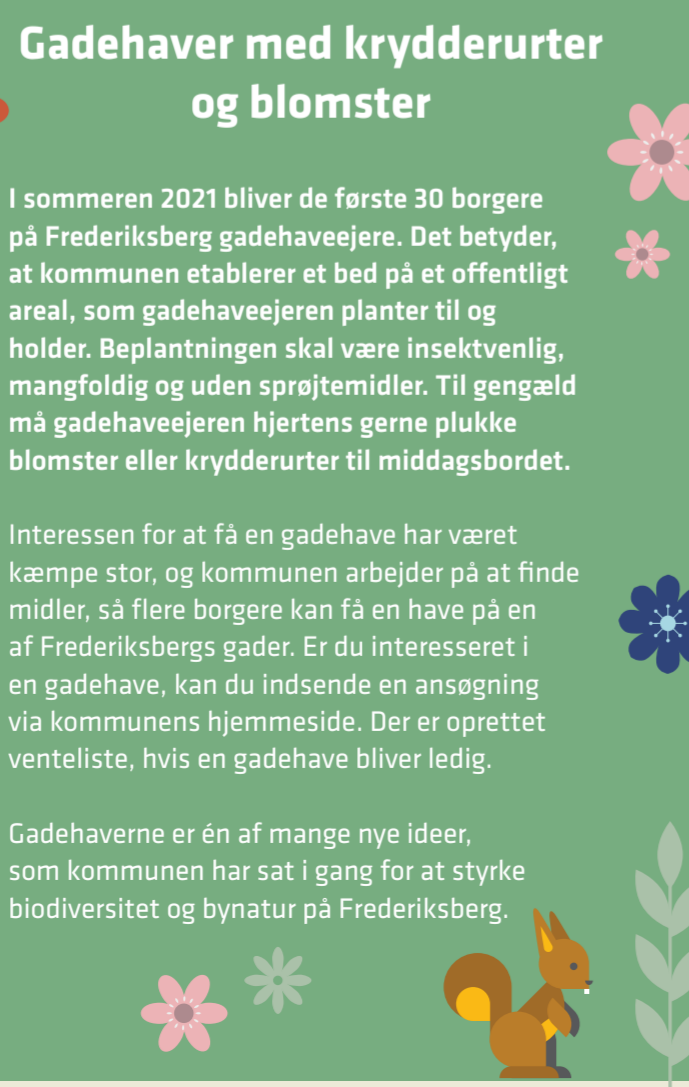 Gadehaver med krydderurter
og blomster
I sommeren 2021 bliver de første 30 borgere
på Frederiksberg gadehaveejere. Det betyder,
at kommunen etablerer et bed på et offentligt
areal, som gadehaveejeren planter til og
holder. Beplantningen skal være insektvenlig,
mangfoldig og uden sprøjtemidler. Til gengæld
må gadehaveejeren hjertens gerne plukke
blomster eller krydderurter til middagsbordet.
Interessen for at få en gadehave har været
kæmpe stor, og kommunen arbejder på at finde
midler, så flere borgere kan få en have på en
af Frederiksbergs gader. Er du interesseret i
en gadehave, kan du indsende en ansøgning
via kommunens hjemmeside. Der er oprettet
venteliste, hvis en gadehave bliver ledig.
Gadehaverne er én af mange nye ideer,
som kommunen har sat i gang for at styrke
biodiversitet og bynatur på Frederiksberg.